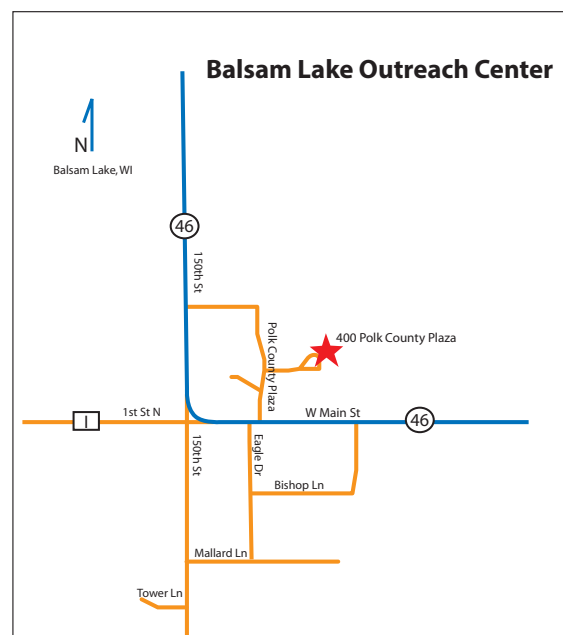 Balsam Lake Outreach Center
N
Balsam Lake, WI
46
150th St
Polk County Plaza
400 Polk County Plaza
I
1st St N
W Main St
46
150th St
Eagle Dr
Bishop Ln
Mallard Ln
Tower Ln